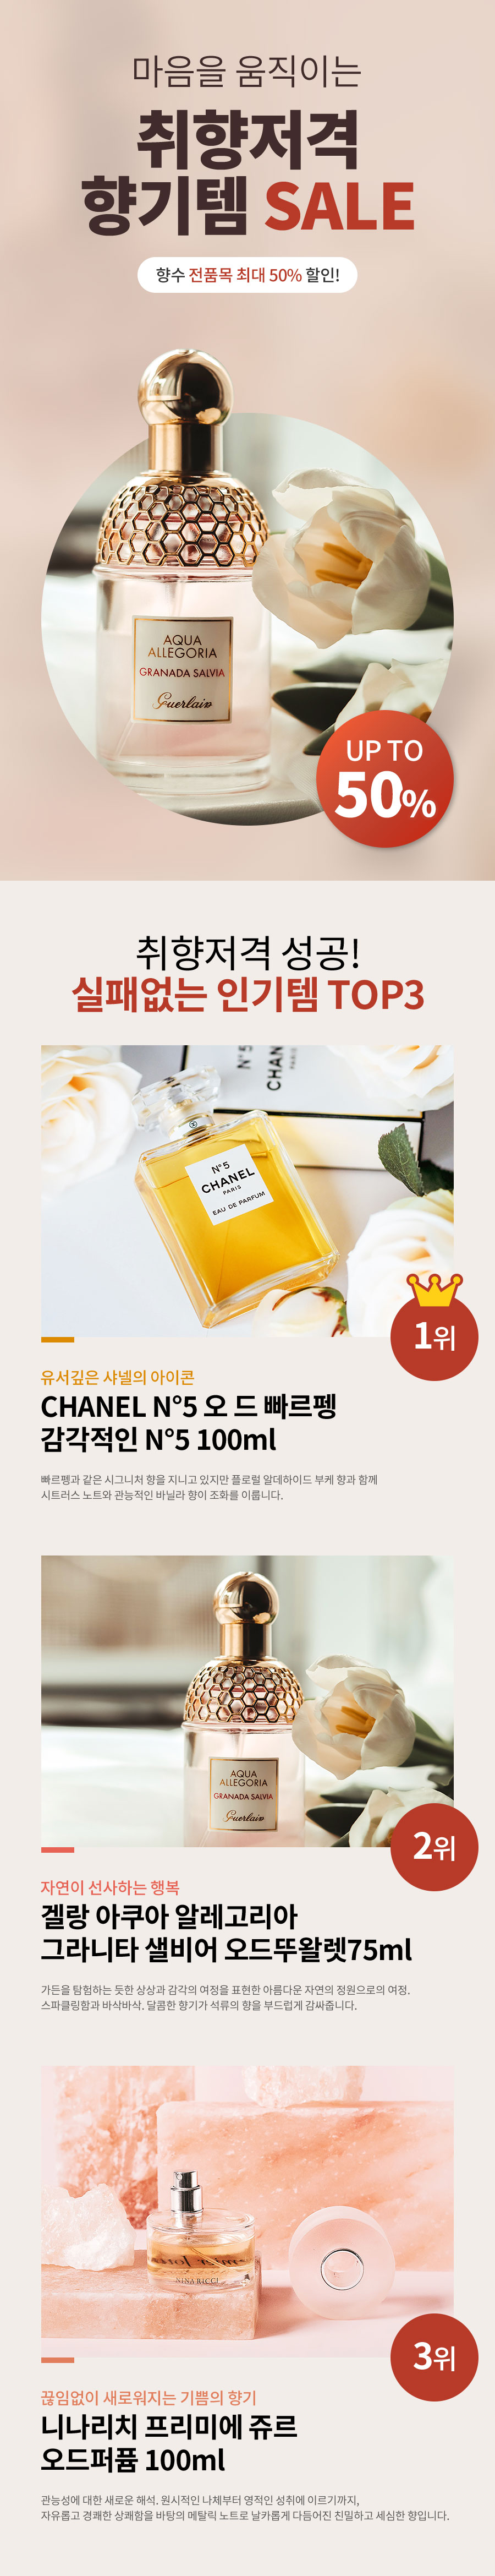 마음을 움직이는
취향저격
향기템 SALE
향수 전품목 최대 50% 할인!
AQUA
ALLEGORIA
GRANADA SALVIA
Guerlain
UP TO
50%
취향저격 성공!
실패없는 인기템 TOP3
N°5
CHAN
PARIS
N°5
CHANEL
PARIS
EAU DE PARFUM
1위
유서깊은 샤넬의 아이콘
CHANEL N°5 오 드 빠르펭
감각적인 N°5 100ml
빠르펭과 같은 시그니처 향을 지니고 있지만 플로럴 알데하이드 부케 향과 함께
시트러스 노트와 관능적인 바닐라 향이 조화를 이룹니다.
AQUA
ALLEGORIA
GRANADA SALVIA
Guerlain
2위
자연이 선사하는 행복
겔랑 아쿠아 알레고리아
그라니타 샐비어 오드뚜왈렛75ml
가든을 탐험하는 듯한 상상과 감각의 여정을 표현한 아름다운 자연의 정원으로의 여정.
스파클링함과 바삭바삭. 달콤한 향기가 석류의 향을 부드럽게 감싸줍니다.
NINA RICCI
3위
끊임없이 새로워지는 기쁨의 향기
니나리치 프리미에 쥬르
오드퍼퓸 100ml
관능성에 대한 새로운 해석. 원시적인 나체부터 영적인 성취에 이르기까지,
자유롭고 경쾌한 상쾌함을 바탕의 메탈릭 노트로 날카롭게 다듬어진 친밀하고 세심한 향입니다.